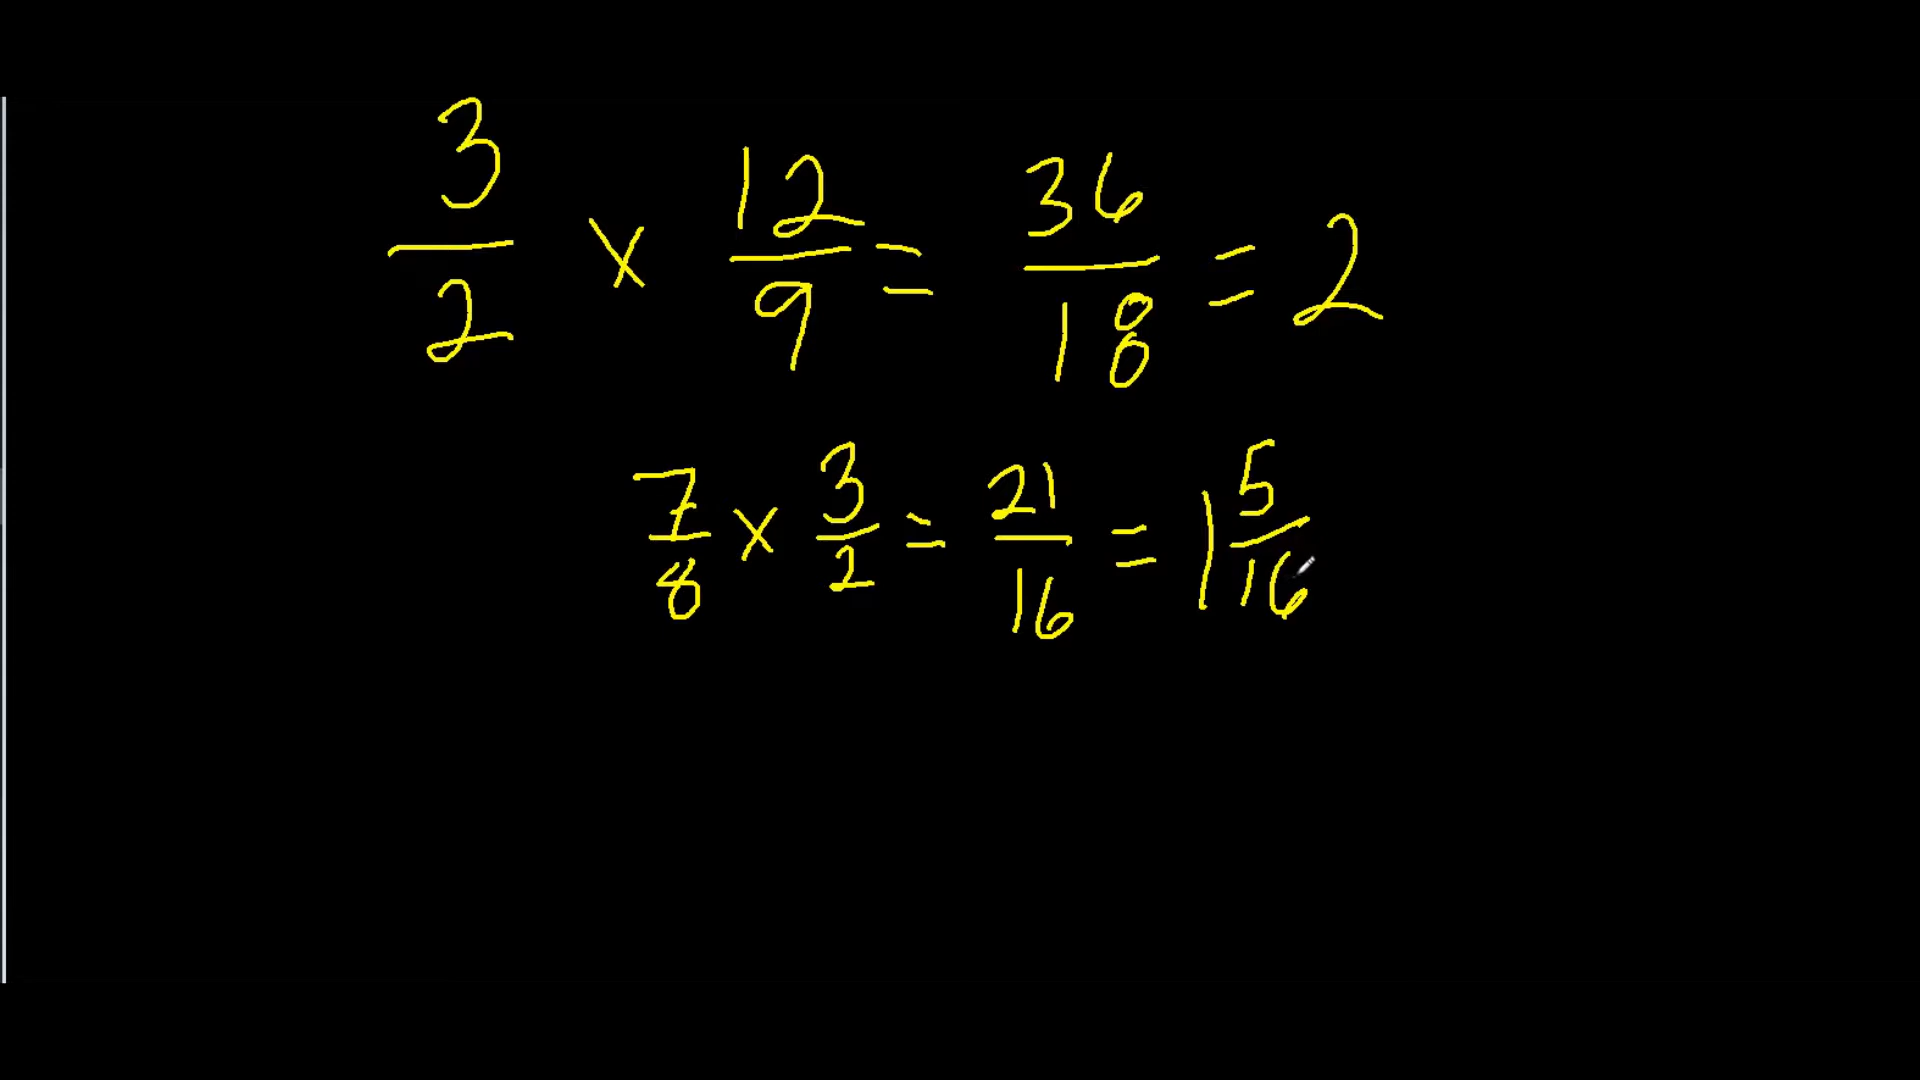 3/2 x 12/9 = 36/18 = 2
7/8 x 3/2 = 21/16 = 1 5/16